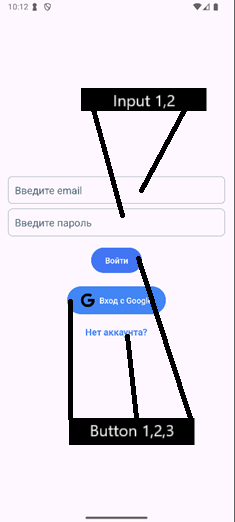 10:12
Input 1,2
Введите email
Введите пароль
Войти
Вход с Google
Нет аккаунта?
Button 1,2,3